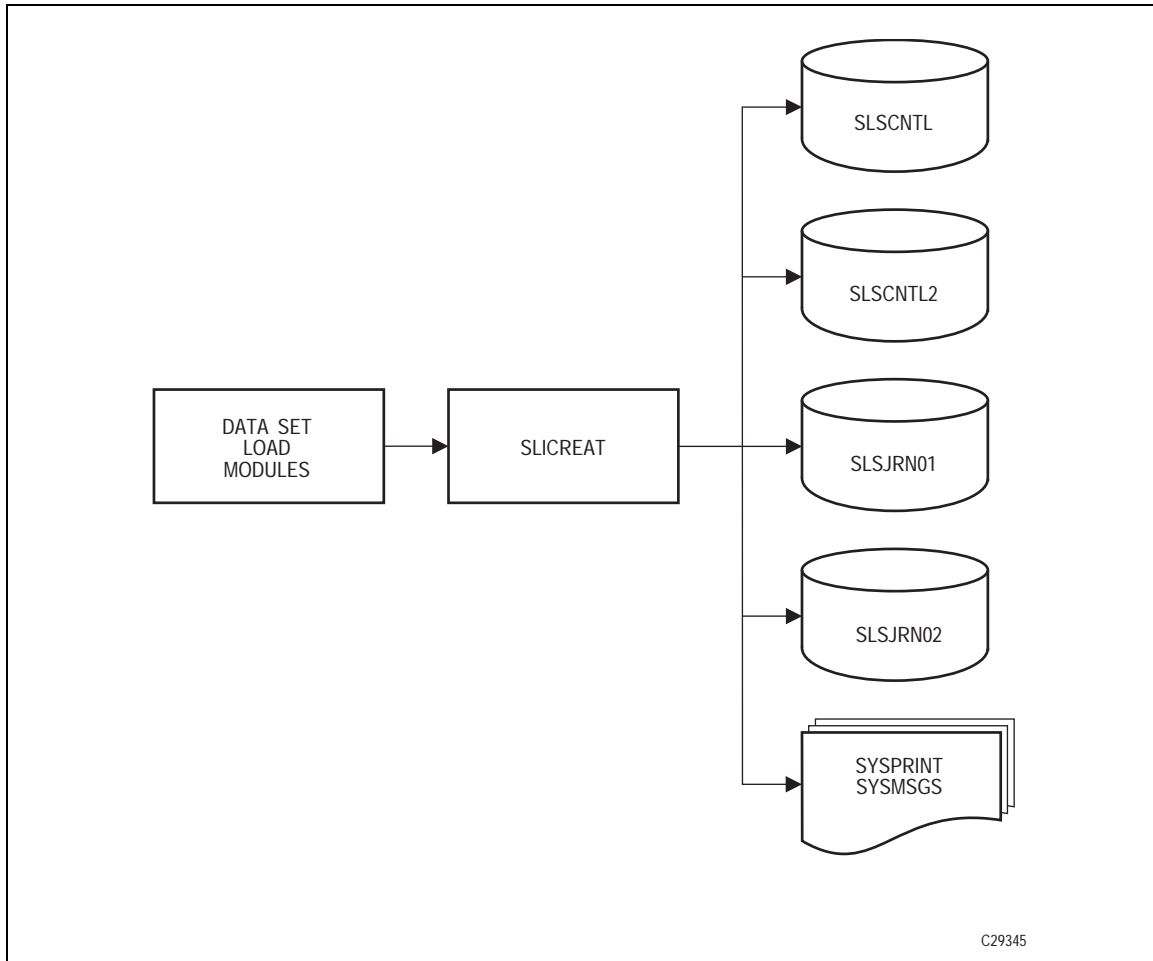 SLSCNTL
SLSCNTL2
DATA SET
LOAD
MODULES
SLICREAT
SLSJRN01
SLSJRN02
SYSPRINT
SYSMSGS
C29345